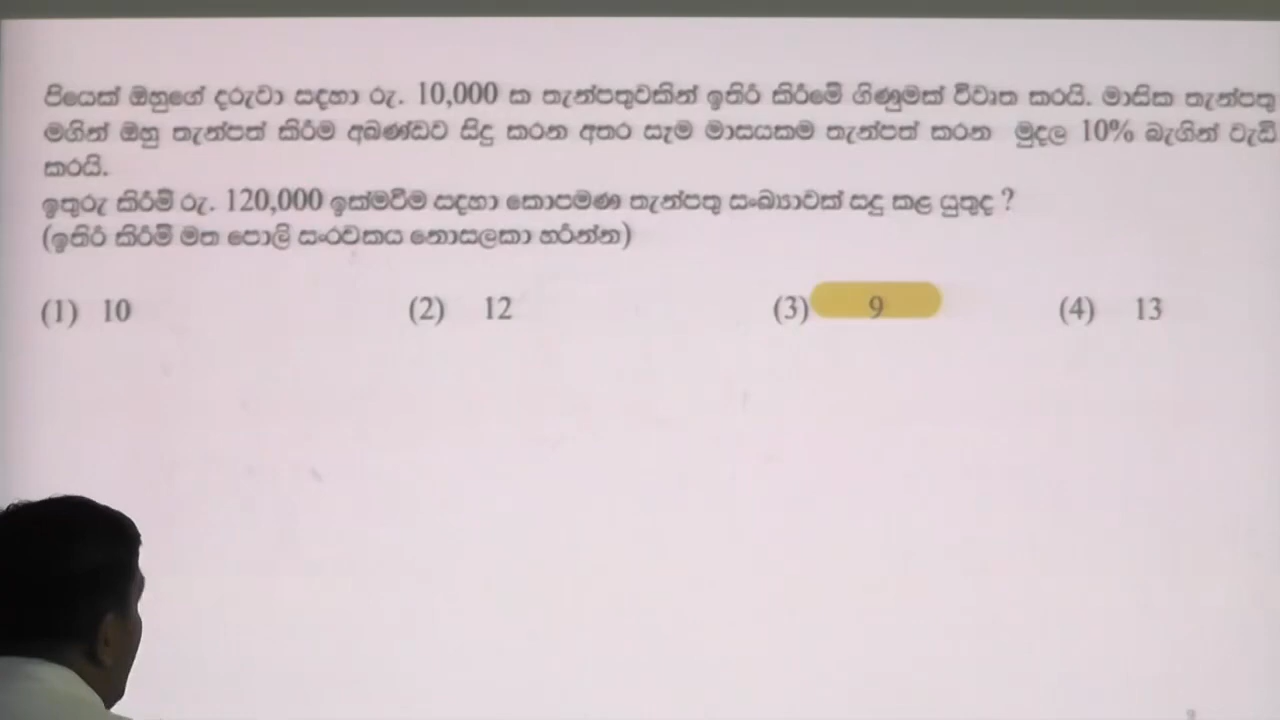 පියෙක් ඔහුගේ දරුවා සඳහා රු. 10,000 ක තැන්පතුවකින් ඉතිරි කිරීමේ ගිණුමක් විවෘත කරයි. මාසික තැන්පතු
මගින් ඔහු තැන්පත් කිරීම අඛණ්ඩව සිදු කරන අතර සෑම මාසයකම තැන්පත් කරන මුදල 10% බැගින් වැඩි
කරයි.
ඉතුරු කිරීම් රු. 120,000 ඉක්මවීම සඳහා කොපමණ තැන්පතු සංඛ්‍යාවක් සදු කළ යුතුද ?
(ඉතිරි කිරීම් මත පොලි සංරචකය නොසලකා හරින්න)
(1) 10 (2) 12 (3) 9 (4) 13